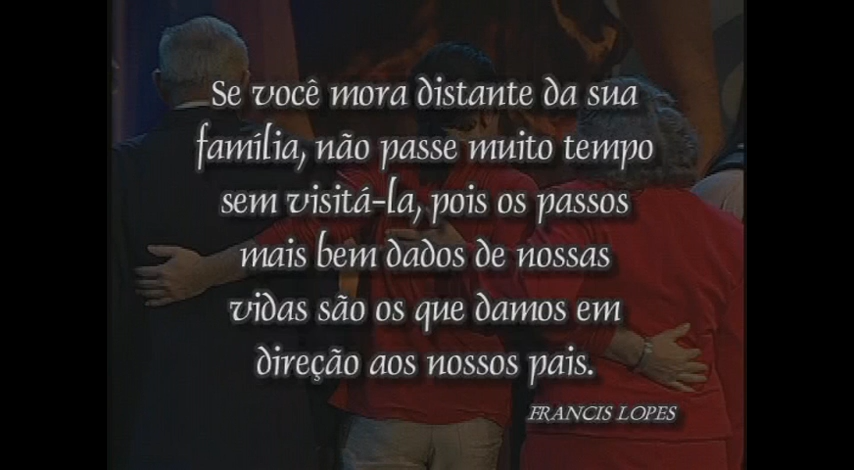 Se você mora distante da sua
família, não passe muito tempo
sem visitá-la, pois os passos
mais bem dados de nossas
vidas são os que damos em
direção aos nossos pais.
FRANCIS LOPES